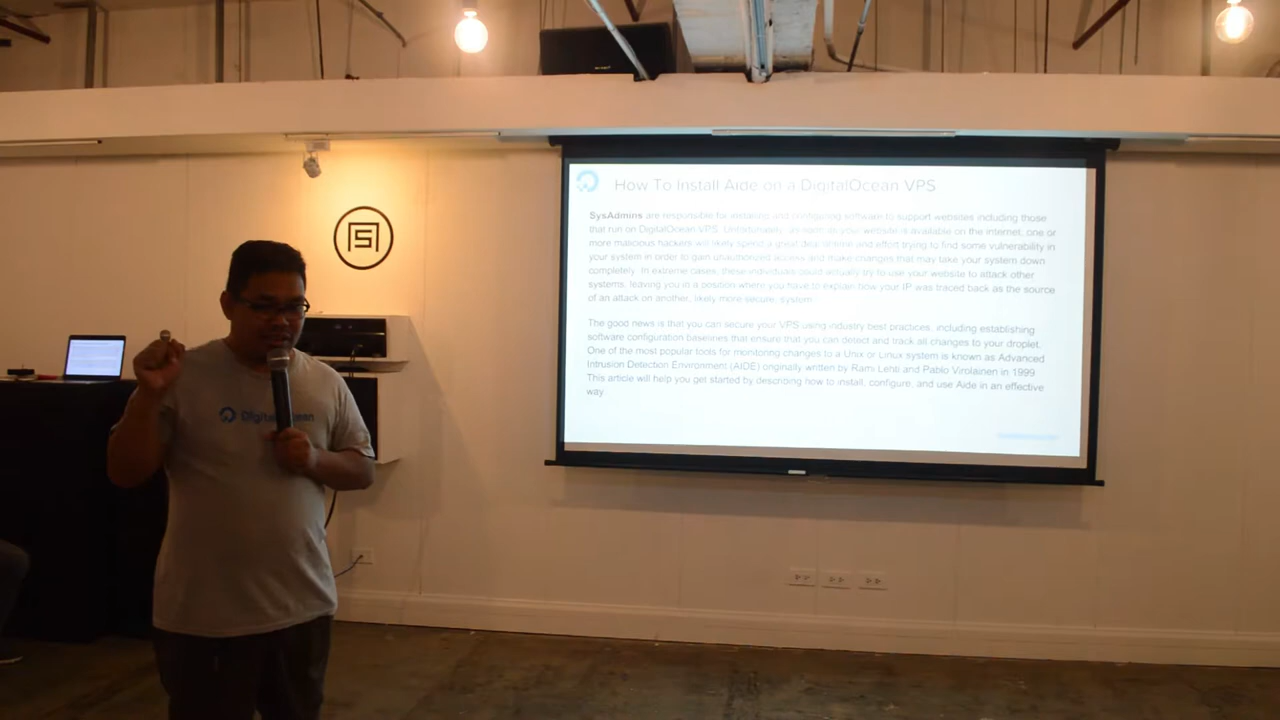 How To Install Aide on a DigitalOcean VPS
SysAdmins are responsible for installing and configuring software to support websites including those
that run on DigitalOcean VPS. Unfortunately, as soon as your website is available on the internet, one or
more malicious hackers will likely spend a great deal of time and effort trying to find some vulnerability in
your system in order to gain unauthorized access and make changes that may take your system down
completely. In extreme cases, these individuals could actually try to use your website to attack other
systems, leaving you in a position where you have to explain how your IP was traced back as the source
of an attack on another, likely more secure, system.
The good news is that you can secure your VPS using industry best practices, including establishing
software configuration baselines that ensure that you can detect and track all changes to your droplet.
One of the most popular tools for monitoring changes to a Unix or Linux system is known as Advanced
Intrusion Detection Environment (AIDE) originally written by Rami Lehti and Pablo Virolainen in 1999
This article will help you get started by describing how to install, configure, and use Aide in an effective
way.
DigitalOcean